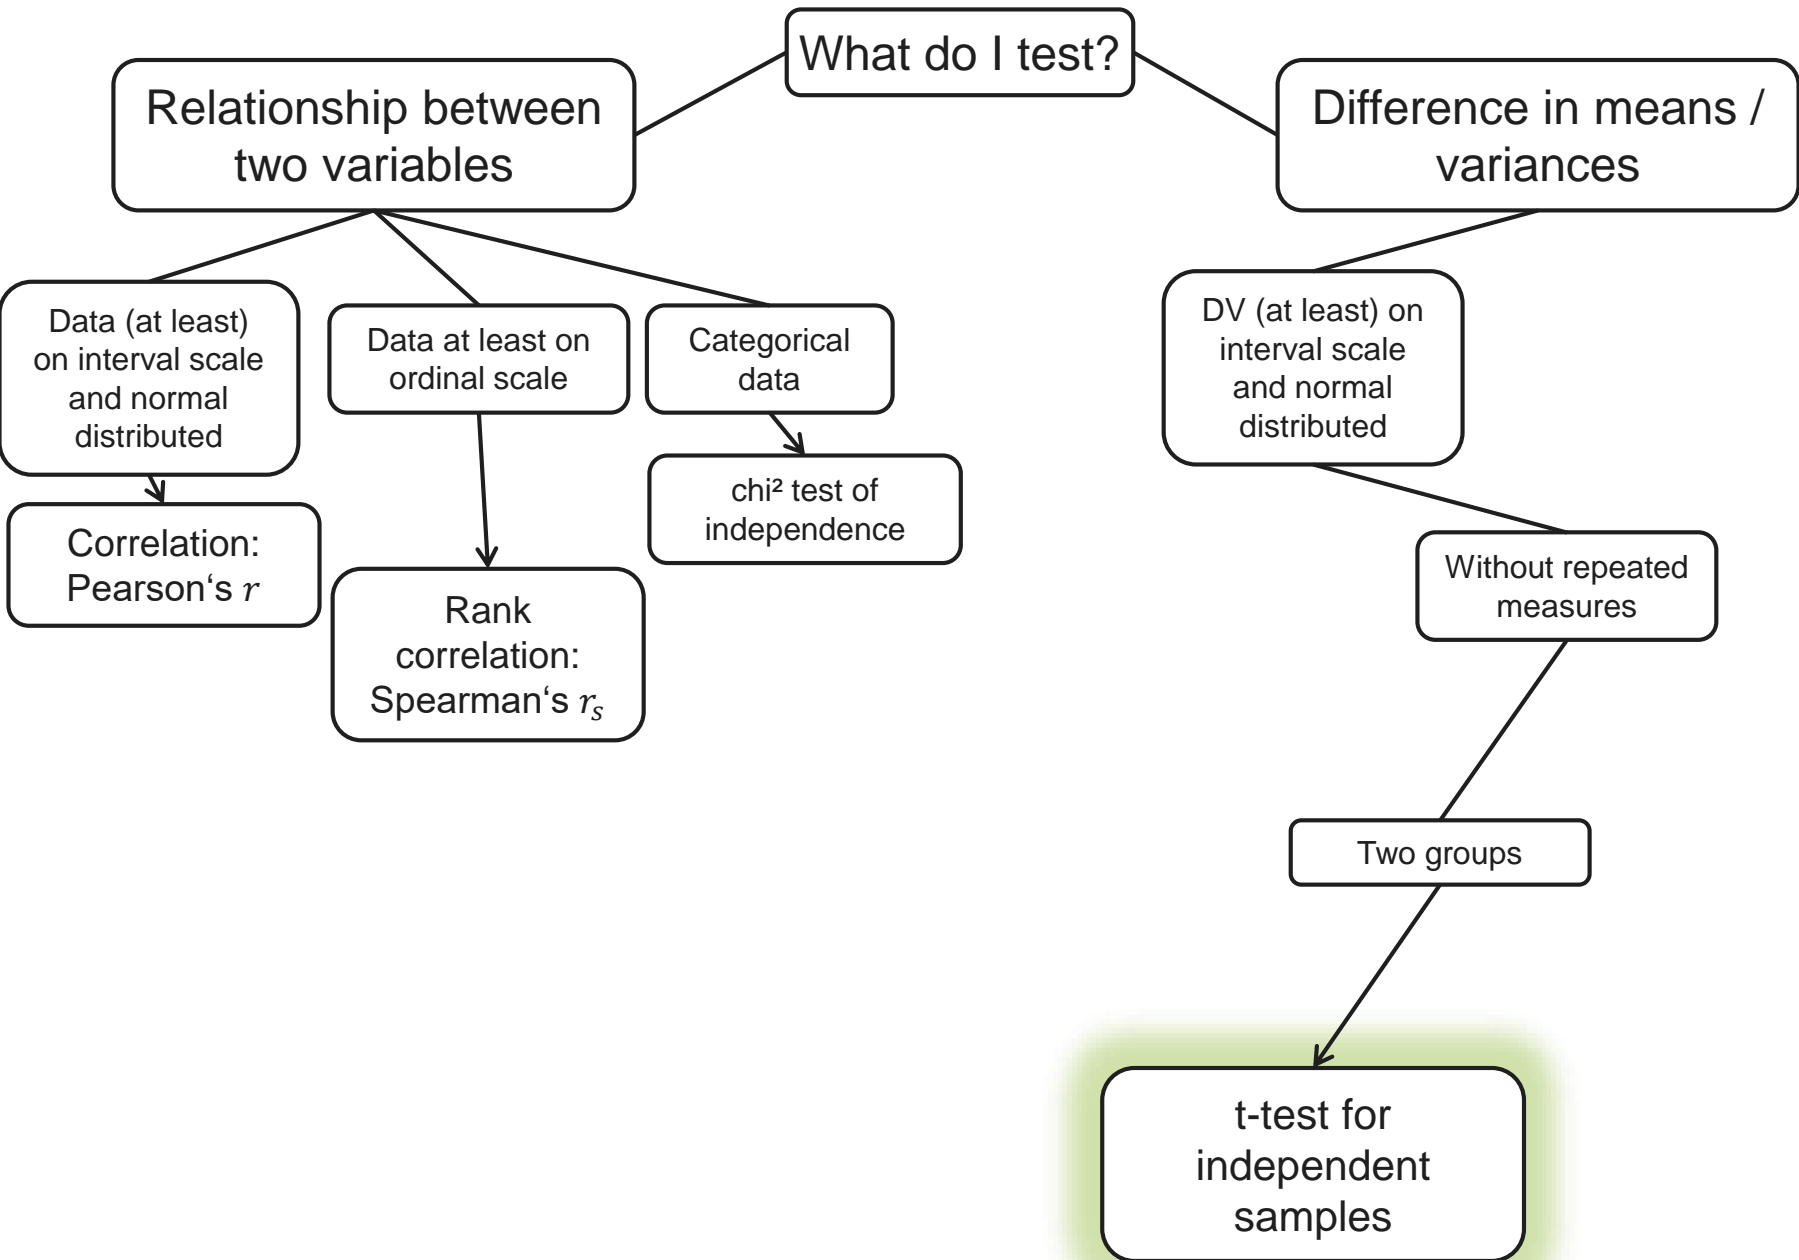 What do I test?
Relationship between
two variables
Difference in means /
variances
Data (at least)
on interval scale
and normal
distributed
Data at least on
ordinal scale
Categorical
data
DV (at least) on
interval scale
and normal
distributed
Correlation:
Pearson‘s r
Rank
correlation:
Spearman‘s rₛ
chi² test of
independence
Without repeated
measures
Two groups
t-test for
independent
samples